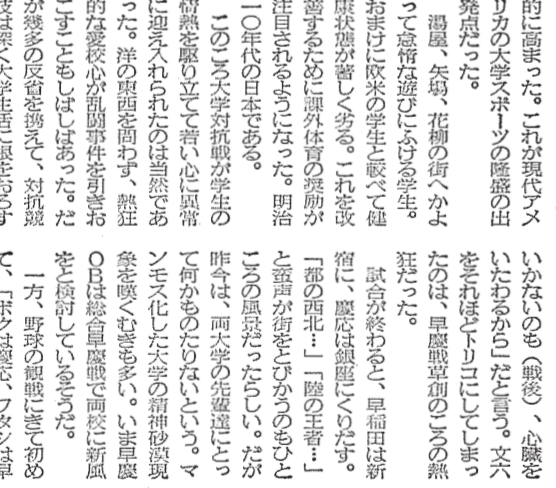 的に高まった。これが現代アメ
リカの大学スポーツの隆盛の出
発点だった。
湯屋、矢場、花柳の街へかよ
って怠惰な遊びにふける学生。
おまけに欧米の学生と較べて健
康状態が著しく劣る。これを改
善するために課外体育の奨励が
注目されるようになった。明治
一〇年代の日本である。
このころ大学対抗戦が学生の
情熱を駆り立てて若い心に異常
に迎え入れられたのは当然であ
った。洋の東西を問わず、熱狂
的な愛校心が乱闘事件を引きお
こすこともしばしばあった。だ
が幾多の反省を携えて、対抗競
技は深く大学生活に根をおろす
いかないのも（戦後）、心臓を
いたわるから」だと言う。文六
をそれほどトリコにしてしまっ
たのは、早慶戦草創のころの熱
狂だった。
試合が終わると、早稲田は新
宿に、慶応は銀座にくりだす。
「都の西北…」「陸の王者…」
と蛮声が街をとびかうのもひと
ころの風景だったらしい。だが
昨今は、両大学の先輩達にとっ
て何かものたりないという。マ
ンモス化した大学の精神砂漠現
象を嘆くむきも多い。いま早慶
ＯＢは総合早慶戦で両校に新風
をと検討しているそうだ。
一方、野球の観戦にきて初め
て、「ボクは慶応、ワタシは早